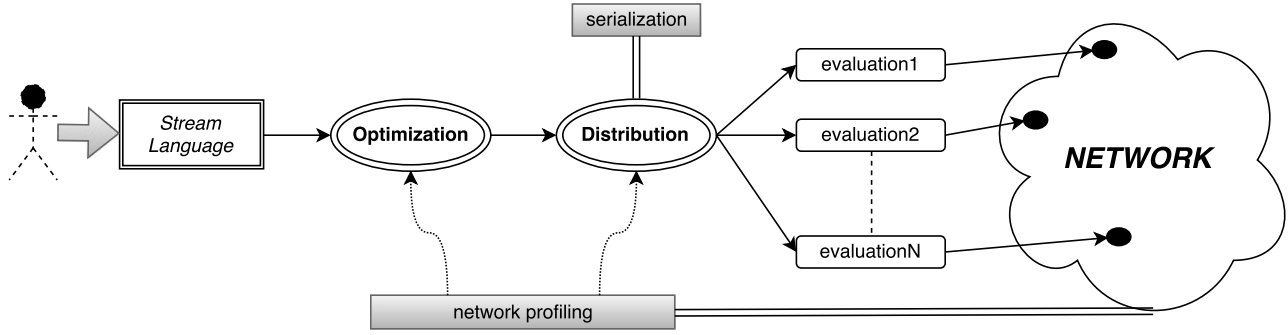 serialization
evaluation1
Stream
Language
Optimization
Distribution
evaluation2
NETWORK
evaluationN
network profiling